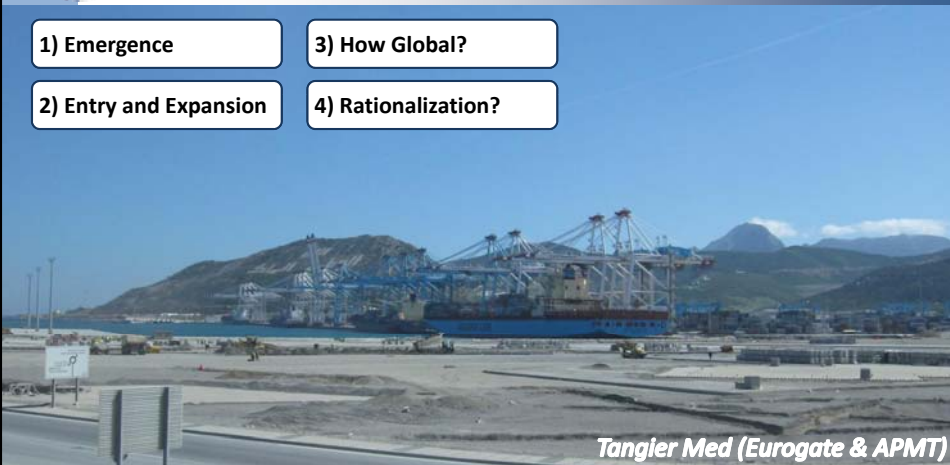 1) Emergence
2) Entry and Expansion
3) How Global?
4) Rationalization?
Tangier Med (Eurogate & APMT)